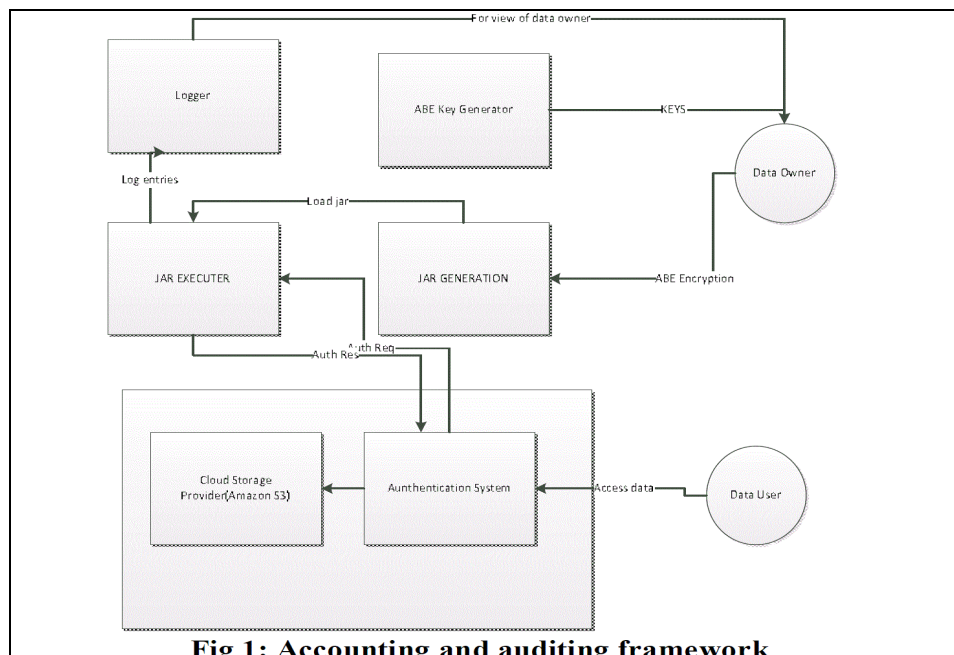 For view of data owner
Logger
ABE Key Generator
KEYS
Data Owner
Log entries
Load jar
JAR EXECUTER
JAR GENERATION
ABE Encryption
Auth Req
Auth Res
Cloud Storage
Provider(Amazon S3)
Aunthentication System
Access data
Data User
Fig 1: Accounting and auditing framework